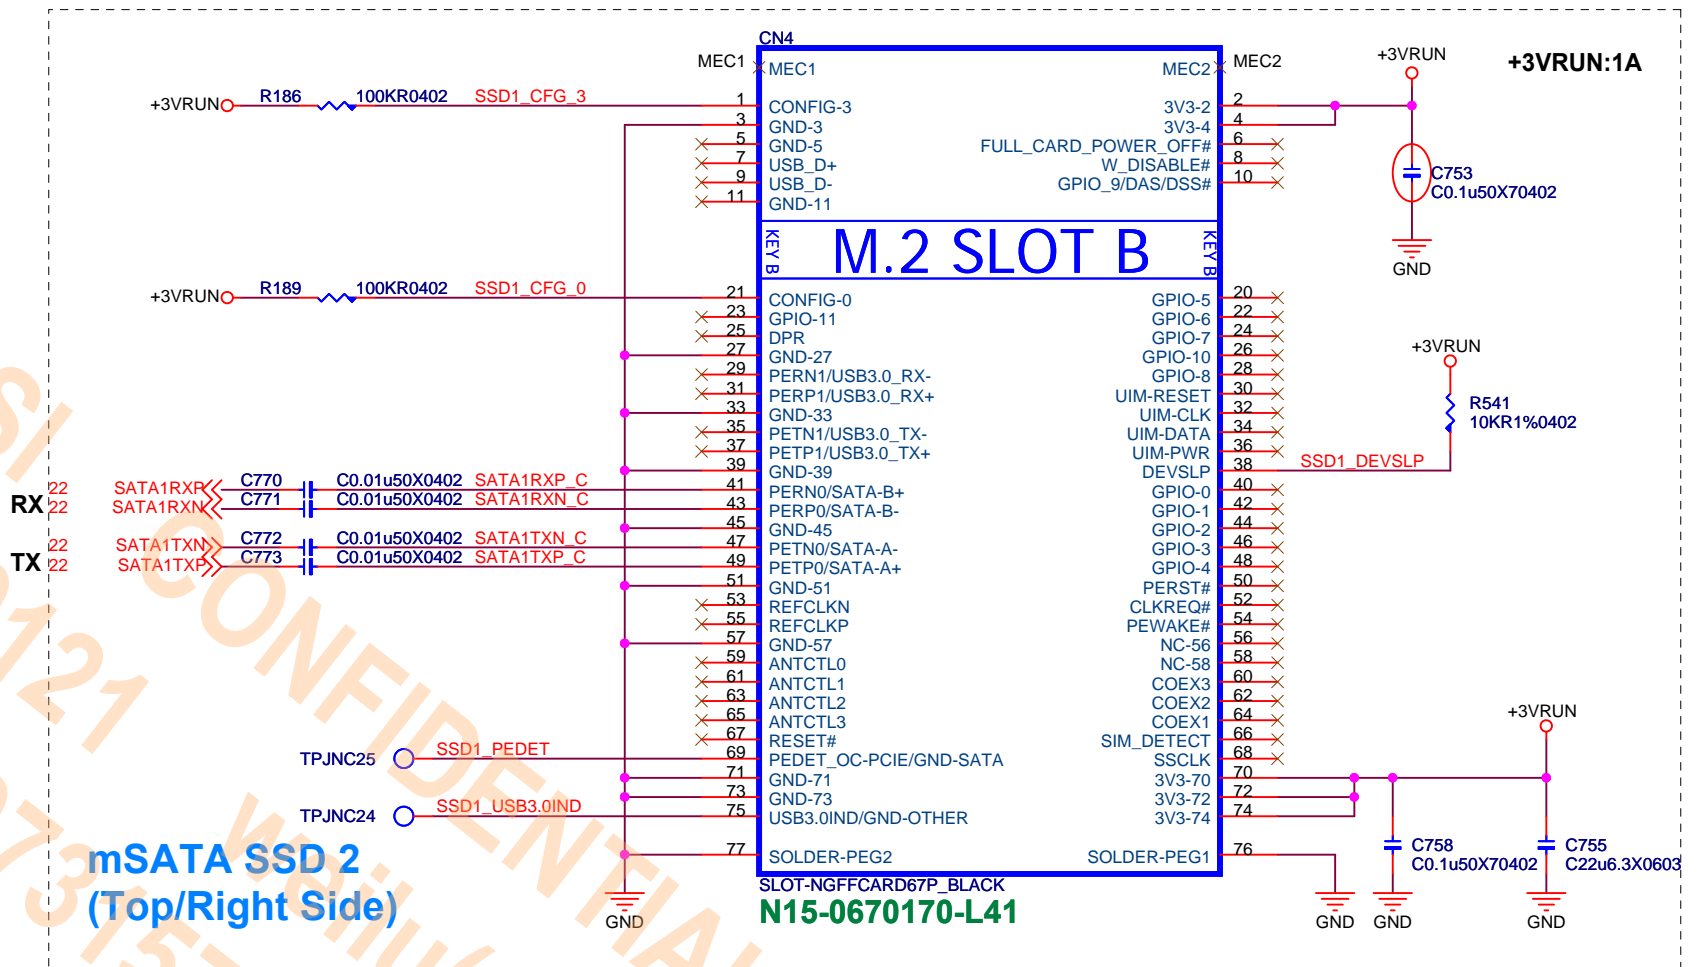 CN4
MEC1 MEC1 MEC2 MEC2
+3VRUN +3VRUN:1A
+3VRUN R186 100KR0402 SSD1_CFG_3 1 CONFIG-3 3V3-2 2
3 GND-3 3V3-4 4
5 GND-5 FULL_CARD_POWER_OFF# 6
7 USB_D+ W_DISABLE# 8
9 USB_D- GPIO_9/DAS/DSS# 10
11 GND-11
C753
C0.1u50X70402
GND
KEY B M.2 SLOT B KEY B
+3VRUN R189 100KR0402 SSD1_CFG_0 21 CONFIG-0 GPIO-5 20
23 GPIO-11 GPIO-6 22
25 DPR GPIO-7 24
27 GND-27 GPIO-10 26
29 PERN1/USB3.0_RX- GPIO-8 28
31 PERP1/USB3.0_RX+ UIM-RESET 30
33 GND-33 UIM-CLK 32
35 PETN1/USB3.0_TX- UIM-DATA 34
37 PETP1/USB3.0_TX+ UIM-PWR 36
39 GND-39 DEVSLP 38 SSD1_DEVSLP
+3VRUN
R541
10KR1%0402
RX 22 SATA1RXP C770 C0.01u50X0402 SATA1RXP_C 41 PERN0/SATA-B+ GPIO-0 40
22 SATA1RXN C771 C0.01u50X0402 SATA1RXN_C 43 PERP0/SATA-B- GPIO-1 42
45 GND-45 GPIO-2 44
TX 22 SATA1TXN C772 C0.01u50X0402 SATA1TXN_C 47 PETN0/SATA-A- GPIO-3 46
22 SATA1TXP C773 C0.01u50X0402 SATA1TXP_C 49 PETP0/SATA-A+ GPIO-4 48
51 GND-51 PERST# 50
53 REFCLKN CLKREQ# 52
55 REFCLKP PEWAKE# 54
57 GND-57 NC-56 56
59 ANTCTL0 NC-58 58
61 ANTCTL1 COEX3 60
63 ANTCTL2 COEX2 62
65 ANTCTL3 COEX1 64
67 RESET# SIM_DETECT 66
TPJNC25 SSD1_PEDET 69 PEDET_OC-PCIE/GND-SATA SSCLK 68
71 GND-71 3V3-70 70
73 GND-73 3V3-72 72
TPJNC24 SSD1_USB3.0IND 75 USB3.0IND/GND-OTHER 3V3-74 74
77 SOLDER-PEG2 SOLDER-PEG1 76
+3VRUN
C758
C0.1u50X70402
C755
C22u6.3X0603
SLOT-NGFFCARD67P_BLACK
N15-0670170-L41
GND GND GND GND
mSATA SSD 2
(Top/Right Side)
CONFIDENTIAL